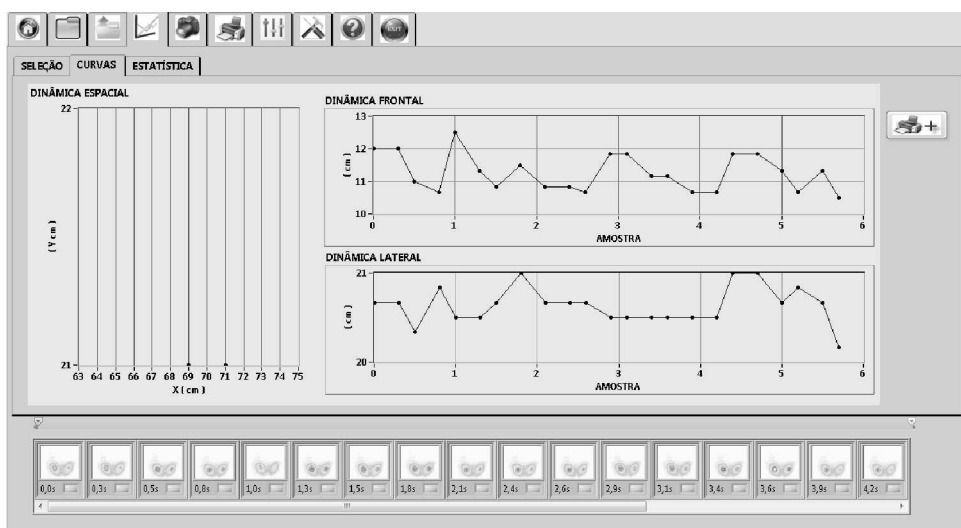 EXIT
SELEÇÃO CURVAS ESTATÍSTICA
DINÂMICA ESPACIAL
22
21
(Y cm)
63 64 65 66 67 68 69 70 71 72 73 74 75
X (cm)
DINÂMICA FRONTAL
13
12
11
10
(cm)
0 1 2 3 4 5 6
AMOSTRA
DINÂMICA LATERAL
21
20
(cm)
0 1 2 3 4 5 6
AMOSTRA
0,0s 0,3s 0,5s 0,8s 1,0s 1,3s 1,5s 1,8s 2,1s 2,4s 2,6s 2,9s 3,1s 3,4s 3,6s 3,9s 4,2s